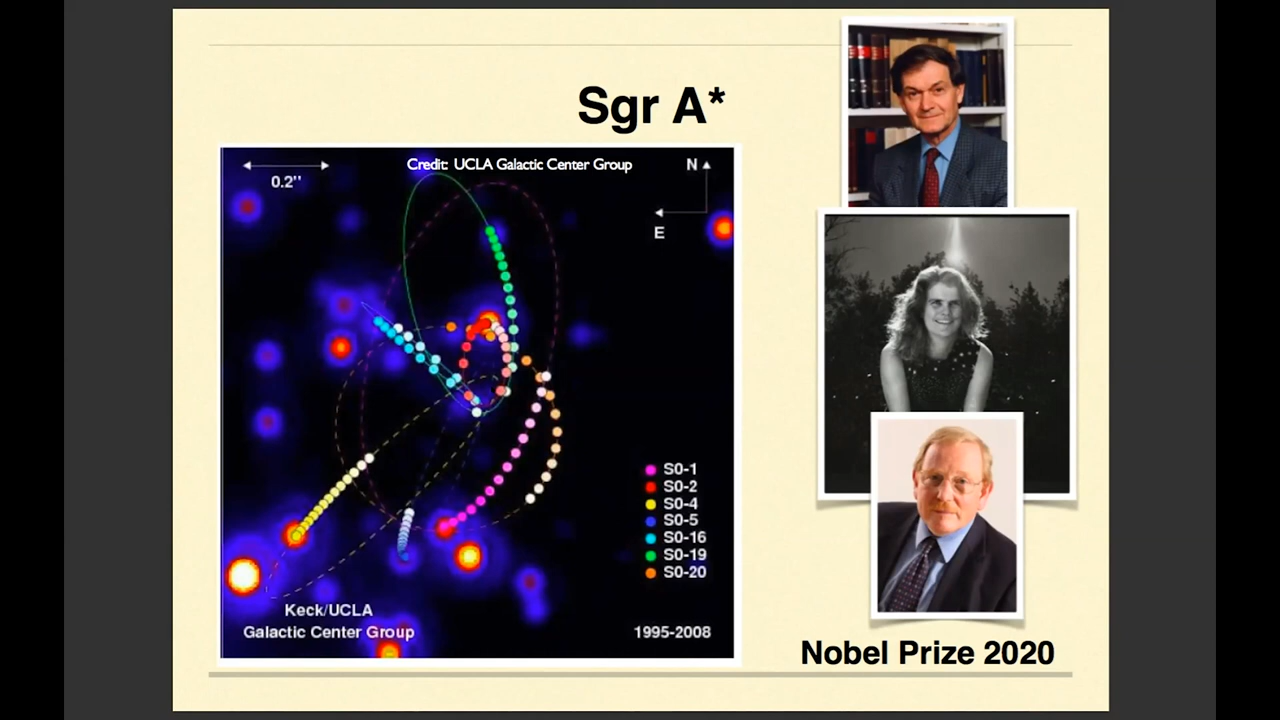 Sgr A*
Credit: UCLA Galactic Center Group
0.2''
N
E
S0-1
S0-2
S0-4
S0-5
S0-16
S0-19
S0-20
Keck/UCLA
Galactic Center Group
1995-2008
Nobel Prize 2020